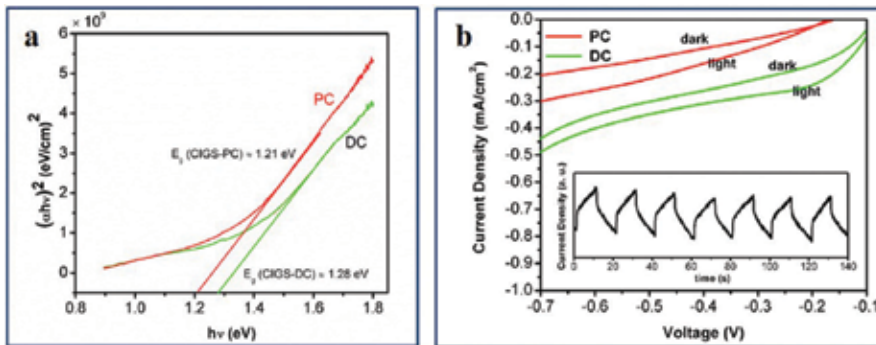 a
× 10⁹
6
5
4
3
2
1
0
(αhν)² (eV/cm)²
PC
DC
E₉ (CIGS-PC) = 1.21 eV
E₉ (CIGS-DC) = 1.28 eV
0.8 1.0 1.2 1.4 1.6 1.8
hν (eV)
b
PC
DC
dark
light
dark
light
0.0
-0.1
-0.2
-0.3
-0.4
-0.5
-0.6
-0.7
-0.8
-0.9
-1.0
Current Density (mA/cm²)
Current Density (a. u.)
0 20 40 60 80 100 120 140
time (s)
-0.7 -0.6 -0.5 -0.4 -0.3 -0.2 -0.1
Voltage (V)